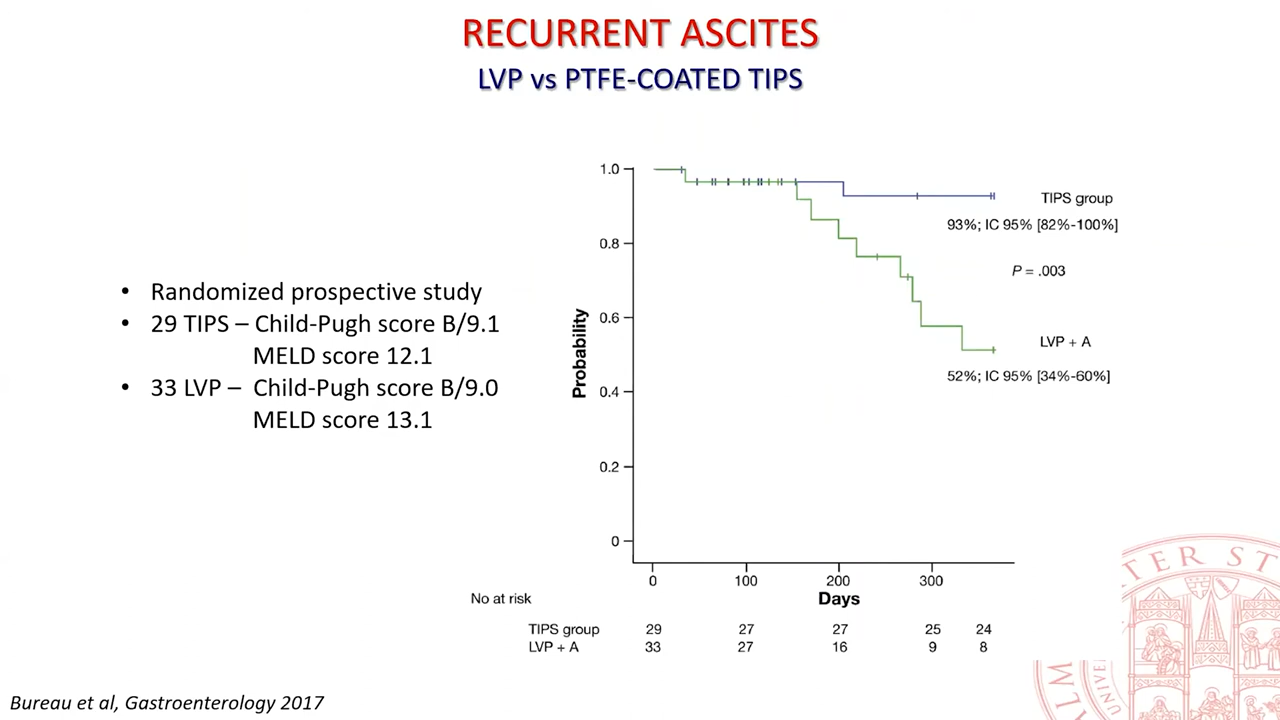 RECURRENT ASCITES
LVP vs PTFE-COATED TIPS
• Randomized prospective study
• 29 TIPS – Child-Pugh score B/9.1
MELD score 12.1
• 33 LVP – Child-Pugh score B/9.0
MELD score 13.1
Probability
1.0
0.8
0.6
0.4
0.2
0
TIPS group
93%; IC 95% [82%-100%]
P = .003
LVP + A
52%; IC 95% [34%-60%]
0 100 200 300
Days
No at risk
TIPS group 29 27 27 25 24
LVP + A 33 27 16 9 8
Bureau et al, Gastroenterology 2017